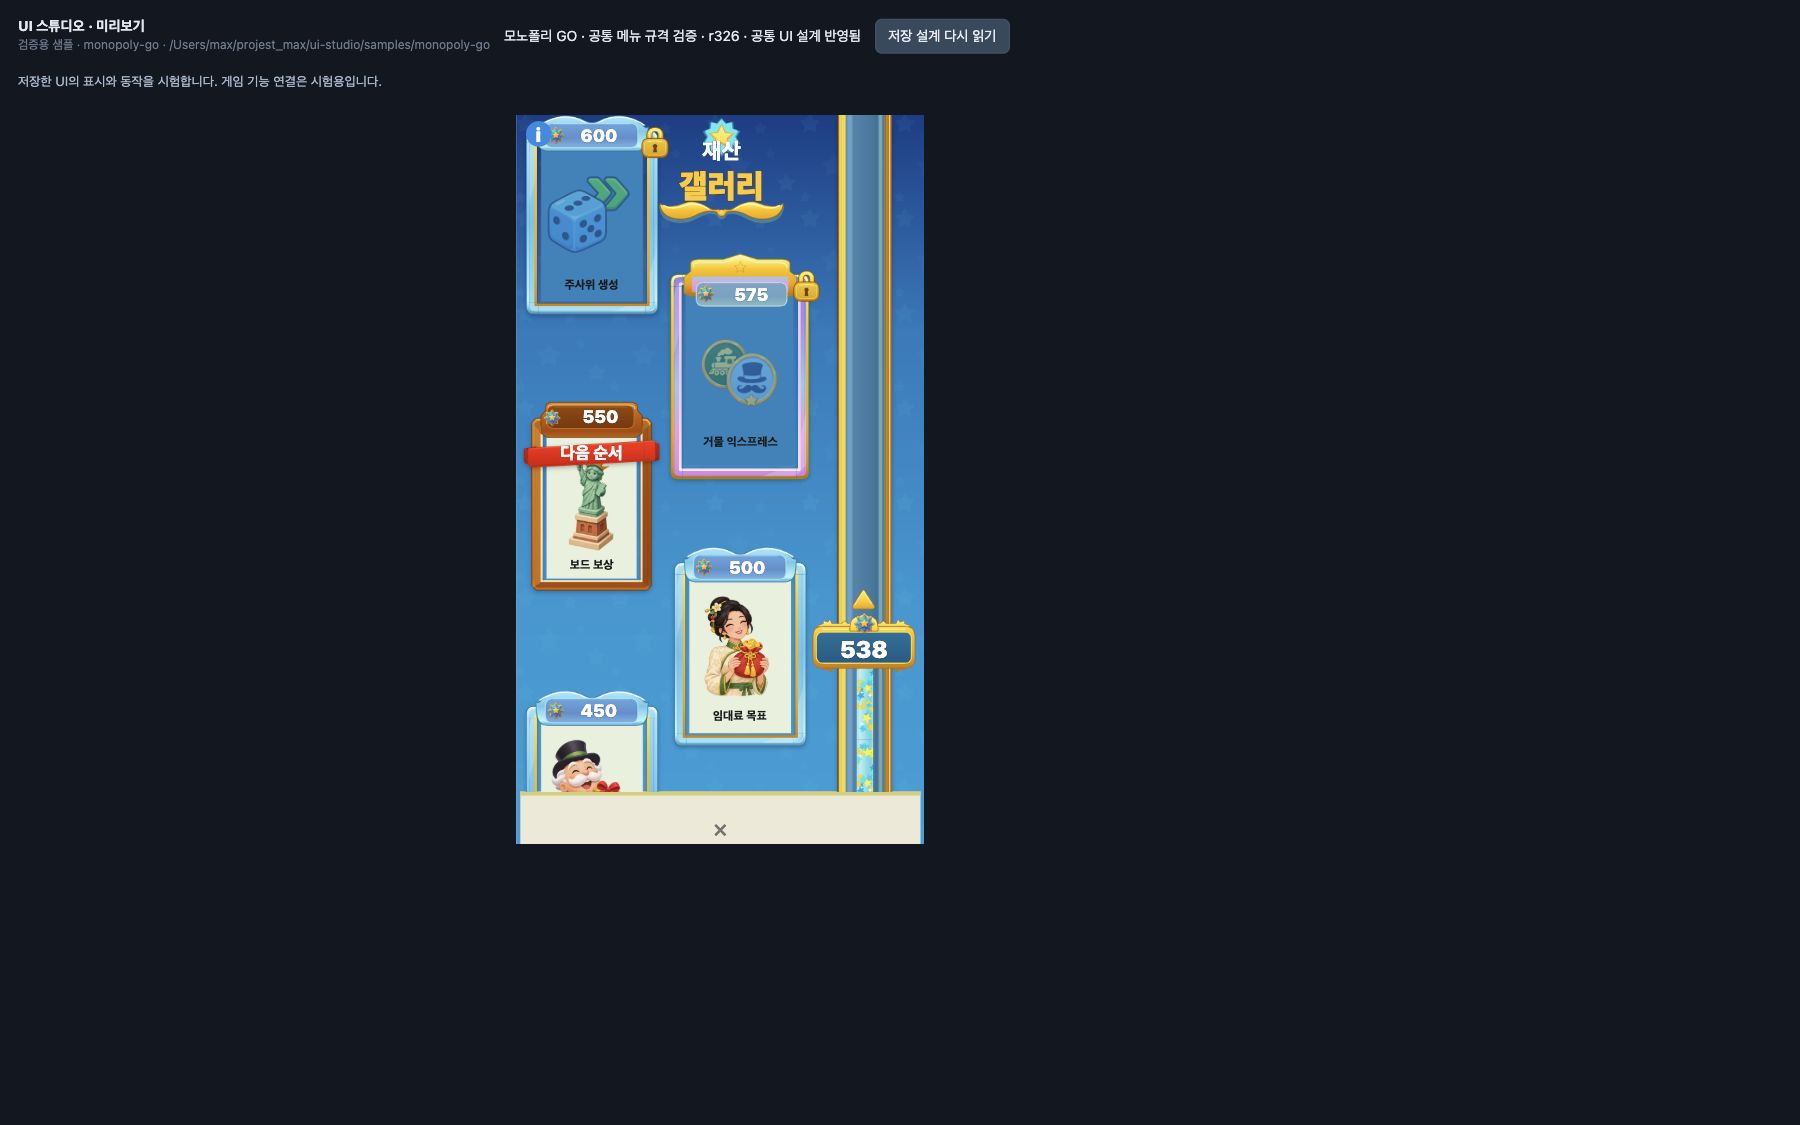 UI 스튜디오 · 미리보기
검증용 샘플 · monopoly-go · /Users/max/projest_max/ui-studio/samples/monopoly-go
모노폴리 GO · 공통 메뉴 규격 검증 · r326 · 공통 UI 설계 반영됨
저장 설계 다시 읽기
저장한 UI의 표시와 동작을 시험합니다. 게임 기능 연결은 시험용입니다.
i
600
재산
갤러리
주사위 생성
575
거물 익스프레스
550
다음 순서
보드 보상
500
임대료 목표
538
450
×